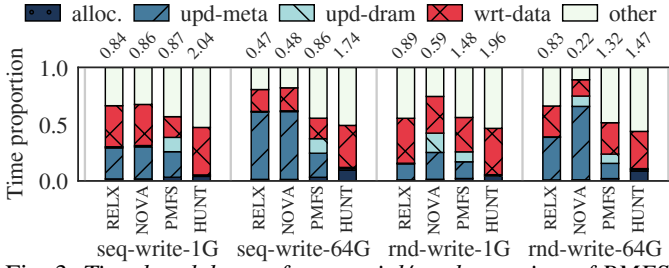 alloc. upd-meta upd-dram wrt-data other
0.84 0.86 0.87 2.04 0.47 0.48 0.86 1.74 0.89 0.59 1.48 1.96 0.83 0.22 1.32 1.47
Time proportion
1.0
0.5
0.0
RELX NOVA PMFS HUNT RELX NOVA PMFS HUNT RELX NOVA PMFS HUNT RELX NOVA PMFS HUNT
seq-write-1G seq-write-64G rnd-write-1G rnd-write-64G